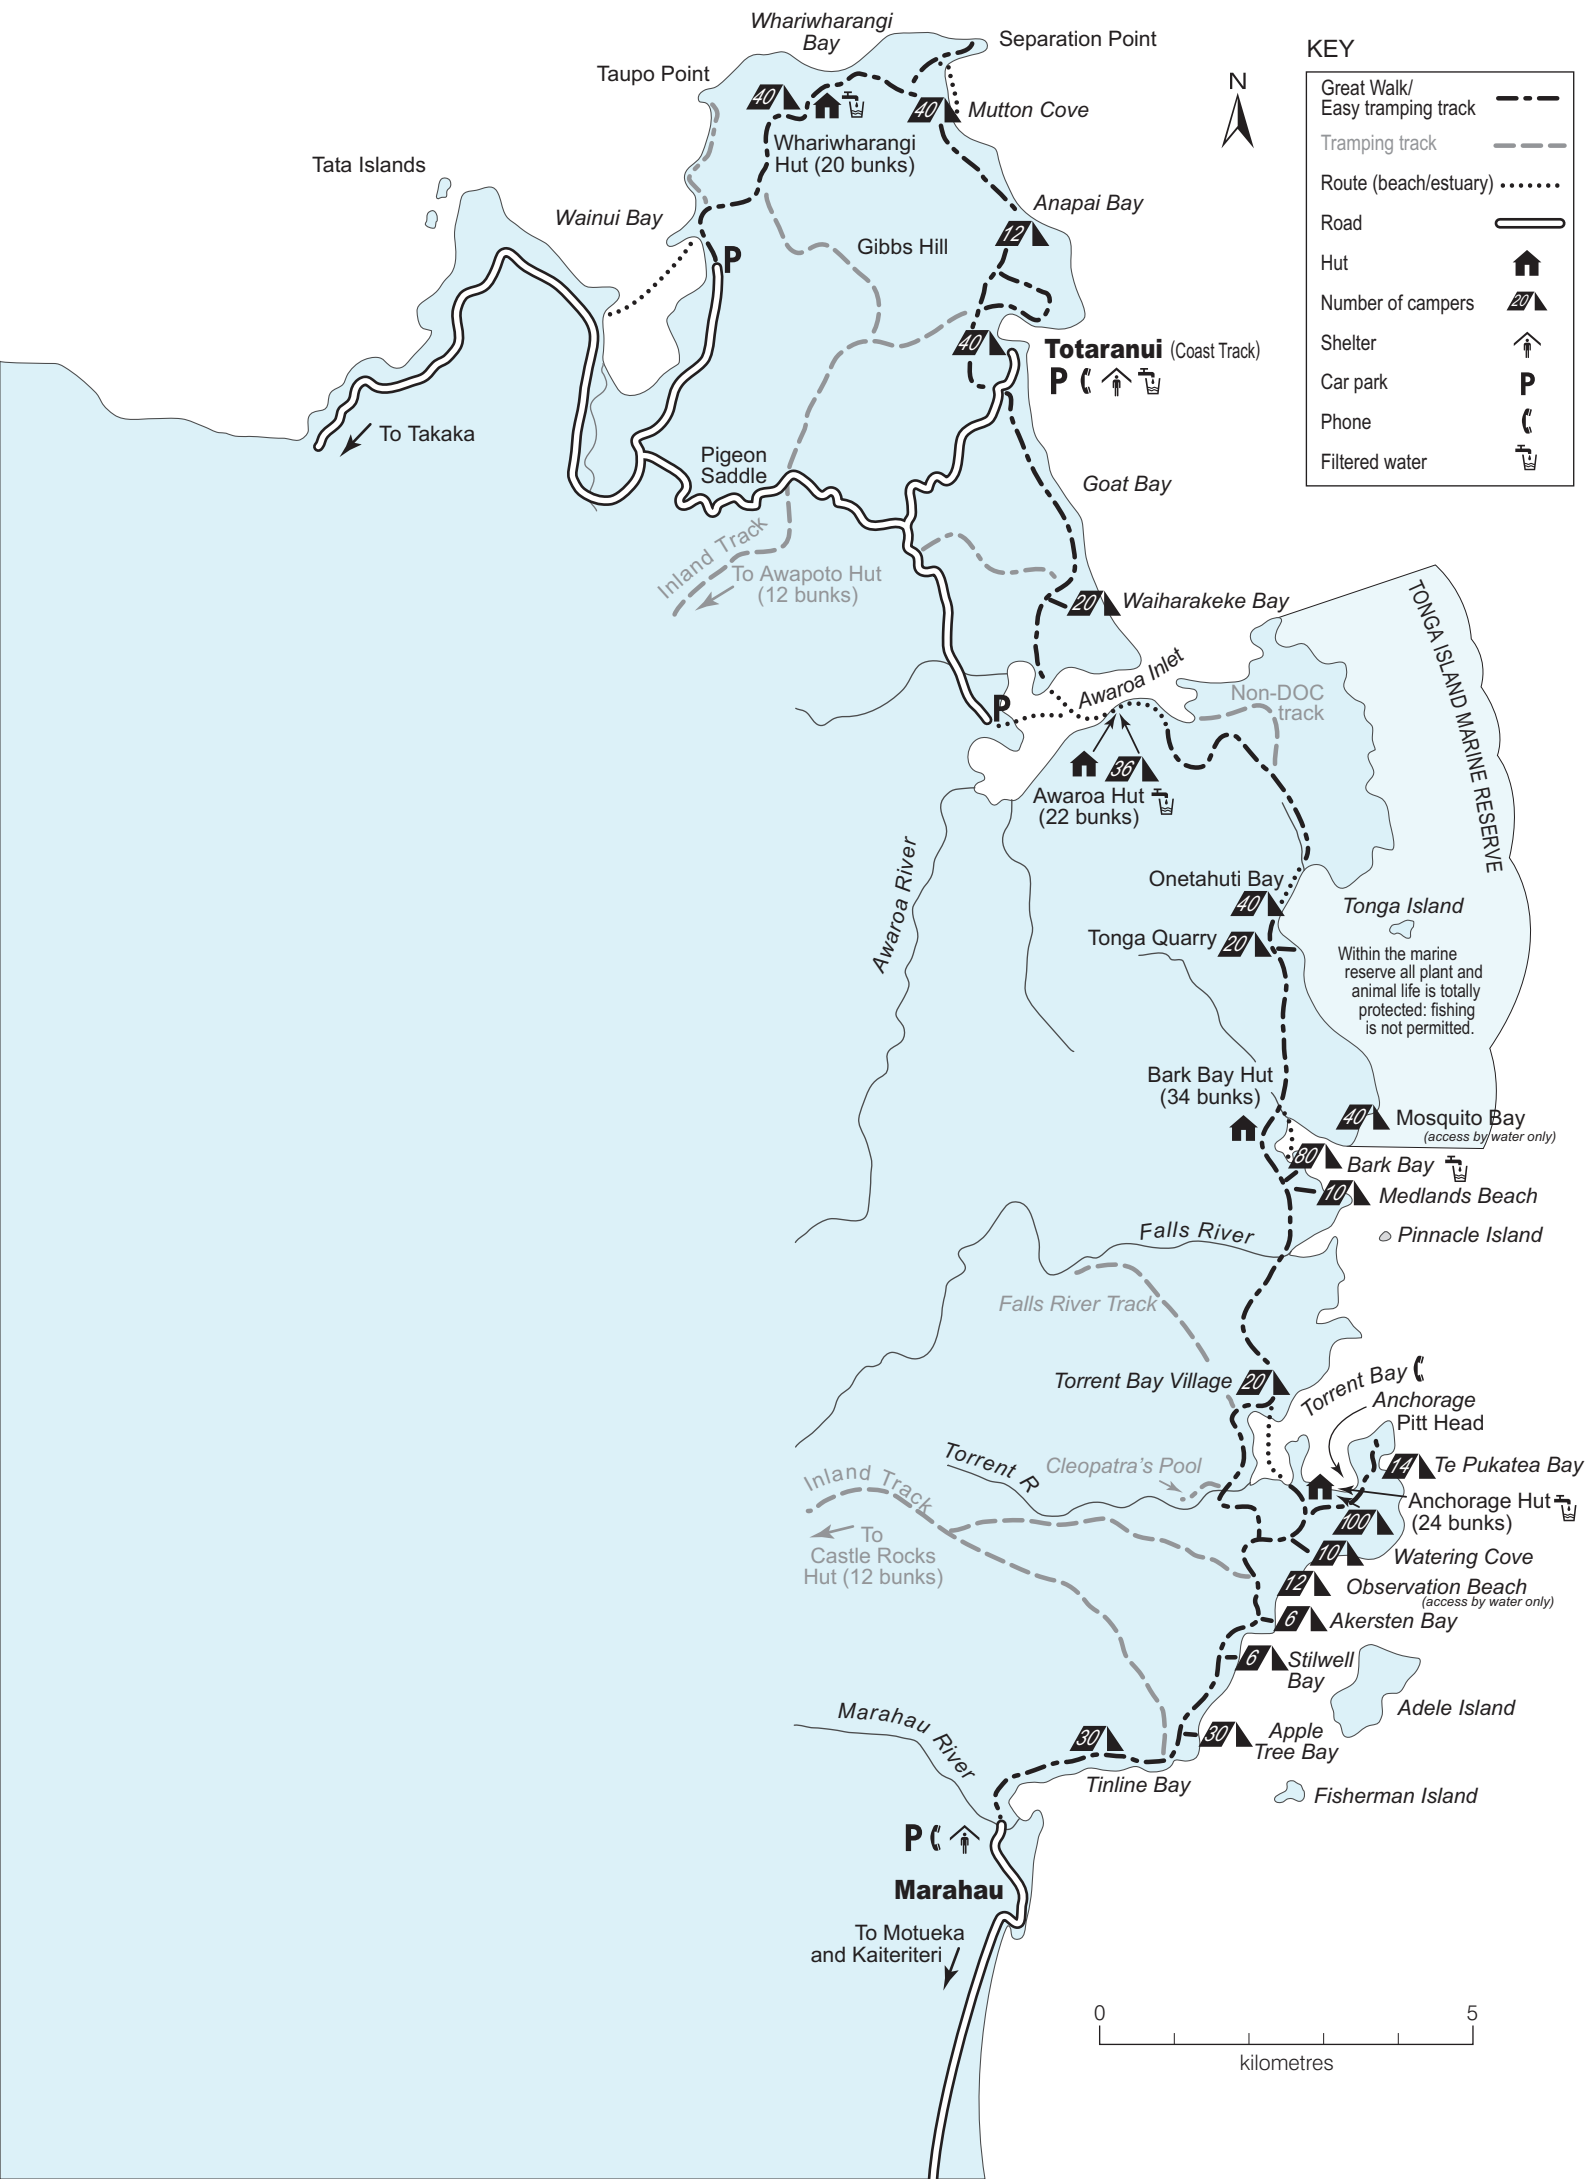 Whariwharangi
Bay
Separation Point
Taupo Point
40
40
Mutton Cove
Whariwharangi
Hut (20 bunks)
Tata Islands
Wainui Bay
Anapai Bay
12
Gibbs Hill
P
N
KEY
Great Walk/
Easy tramping track
Tramping track
Route (beach/estuary)
Road
Hut
Number of campers
20
Shelter
Car park
P
Phone
Filtered water
40
Totaranui (Coast Track)
P
To Takaka
Pigeon
Saddle
Goat Bay
Inland Track
To Awapoto Hut
(12 bunks)
20
Waiharakeke Bay
TONGA ISLAND MARINE RESERVE
Awaroa Inlet
P
Non-DOC
track
36
Awaroa Hut
(22 bunks)
Awaroa River
Onetahuti Bay
40
Tonga Quarry
20
Tonga Island
Within the marine
reserve all plant and
animal life is totally
protected: fishing
is not permitted.
Bark Bay Hut
(34 bunks)
40
Mosquito Bay
(access by water only)
80
Bark Bay
10
Medlands Beach
Pinnacle Island
Falls River
Falls River Track
Torrent Bay Village
20
Torrent Bay
Anchorage
Pitt Head
Torrent R
Cleopatra's Pool
14
Te Pukatea Bay
Inland Track
Anchorage Hut
(24 bunks)
100
To
Castle Rocks
Hut (12 bunks)
10
Watering Cove
12
Observation Beach
(access by water only)
6
Akersten Bay
6
Stilwell
Bay
Adele Island
Marahau River
30
30
Apple
Tree Bay
Tinline Bay
Fisherman Island
P
Marahau
To Motueka
and Kaiteriteri
0
5
kilometres